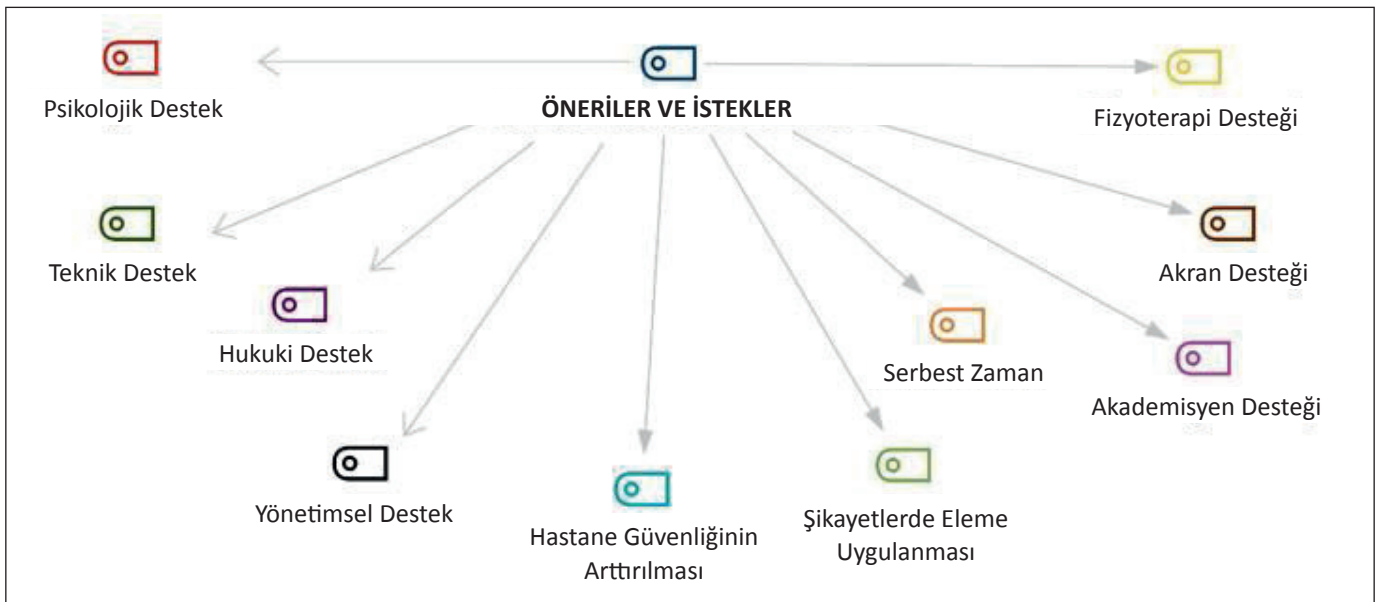 Psikolojik Destek
ÖNERİLER VE İSTEKLER
Fizyoterapi Desteği
Teknik Destek
Akran Desteği
Hukuki Destek
Serbest Zaman
Akademisyen Desteği
Yönetimsel Destek
Hastane Güvenliğinin
Arttırılması
Şikayetlerde Eleme
Uygulanması